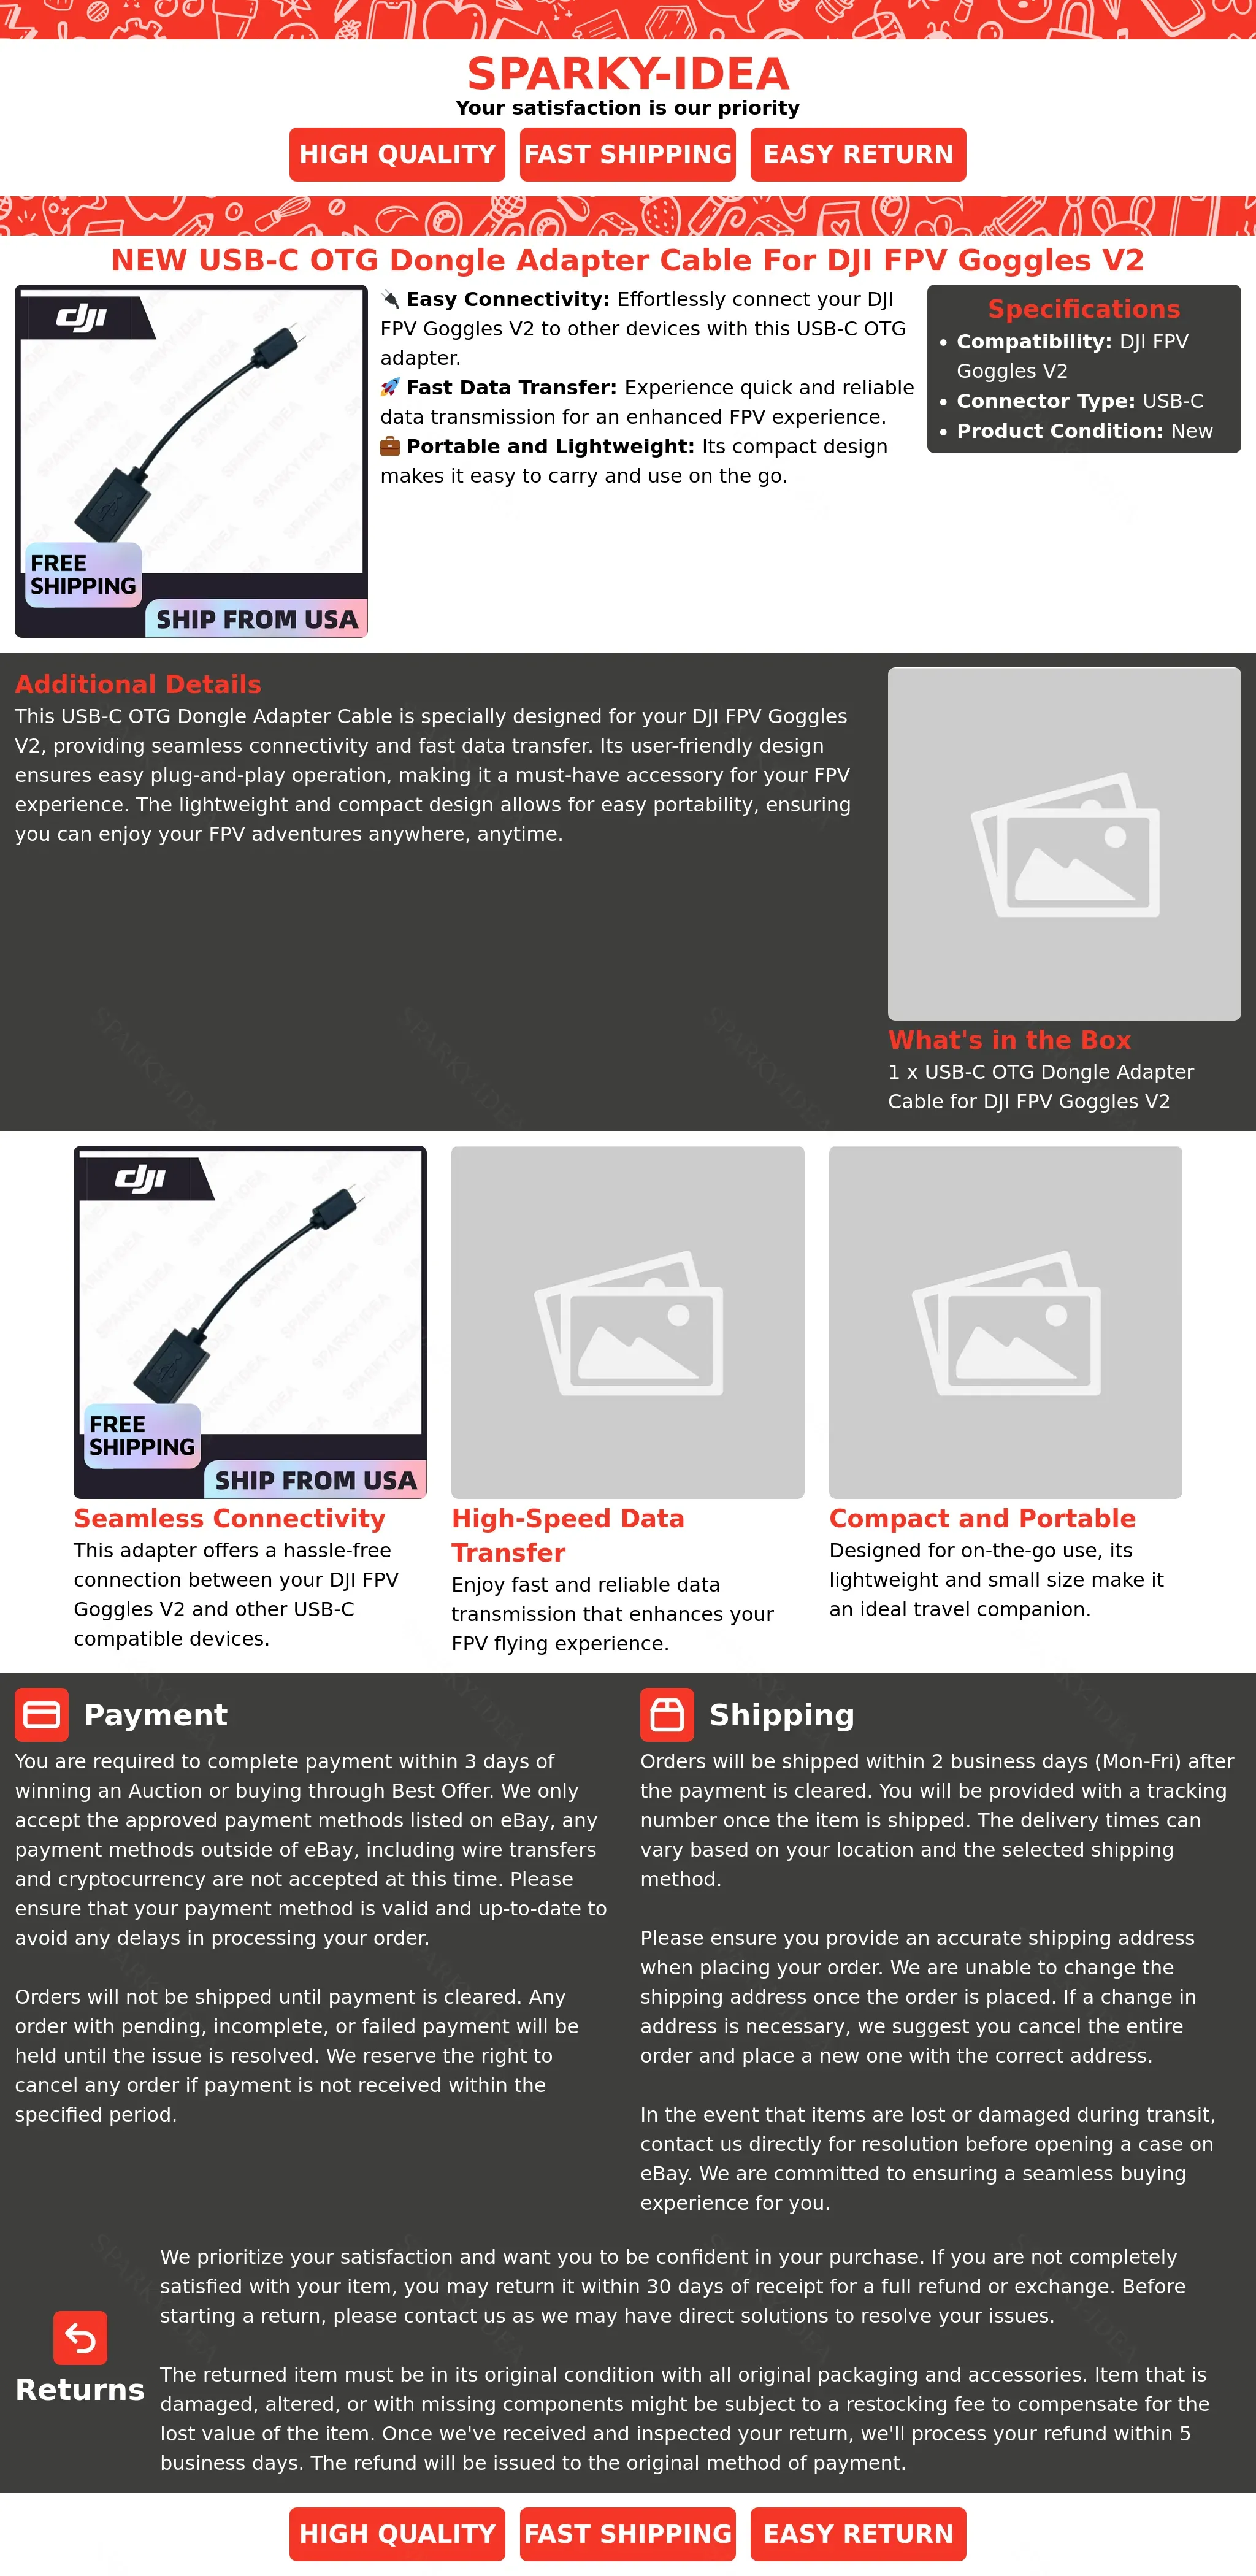 SPARKY-IDEA
Your satisfaction is our priority
HIGH QUALITY
FAST SHIPPING
EASY RETURN
NEW USB-C OTG Dongle Adapter Cable For DJI FPV Goggles V2
dji
FREE
SHIPPING
SHIP FROM USA
🔌 Easy Connectivity: Effortlessly connect your DJI
FPV Goggles V2 to other devices with this USB-C OTG
adapter.
🚀 Fast Data Transfer: Experience quick and reliable
data transmission for an enhanced FPV experience.
💼 Portable and Lightweight: Its compact design
makes it easy to carry and use on the go.
Specifications
• Compatibility: DJI FPV
Goggles V2
• Connector Type: USB-C
• Product Condition: New
Additional Details
This USB-C OTG Dongle Adapter Cable is specially designed for your DJI FPV Goggles
V2, providing seamless connectivity and fast data transfer. Its user-friendly design
ensures easy plug-and-play operation, making it a must-have accessory for your FPV
experience. The lightweight and compact design allows for easy portability, ensuring
you can enjoy your FPV adventures anywhere, anytime.
What's in the Box
1 x USB-C OTG Dongle Adapter
Cable for DJI FPV Goggles V2
dji
FREE
SHIPPING
SHIP FROM USA
Seamless Connectivity
This adapter offers a hassle-free
connection between your DJI FPV
Goggles V2 and other USB-C
compatible devices.
High-Speed Data
Transfer
Enjoy fast and reliable data
transmission that enhances your
FPV flying experience.
Compact and Portable
Designed for on-the-go use, its
lightweight and small size make it
an ideal travel companion.
Payment
You are required to complete payment within 3 days of
winning an Auction or buying through Best Offer. We only
accept the approved payment methods listed on eBay, any
payment methods outside of eBay, including wire transfers
and cryptocurrency are not accepted at this time. Please
ensure that your payment method is valid and up-to-date to
avoid any delays in processing your order.
Orders will not be shipped until payment is cleared. Any
order with pending, incomplete, or failed payment will be
held until the issue is resolved. We reserve the right to
cancel any order if payment is not received within the
specified period.
Shipping
Orders will be shipped within 2 business days (Mon-Fri) after
the payment is cleared. You will be provided with a tracking
number once the item is shipped. The delivery times can
vary based on your location and the selected shipping
method.
Please ensure you provide an accurate shipping address
when placing your order. We are unable to change the
shipping address once the order is placed. If a change in
address is necessary, we suggest you cancel the entire
order and place a new one with the correct address.
In the event that items are lost or damaged during transit,
contact us directly for resolution before opening a case on
eBay. We are committed to ensuring a seamless buying
experience for you.
Returns
We prioritize your satisfaction and want you to be confident in your purchase. If you are not completely
satisfied with your item, you may return it within 30 days of receipt for a full refund or exchange. Before
starting a return, please contact us as we may have direct solutions to resolve your issues.
The returned item must be in its original condition with all original packaging and accessories. Item that is
damaged, altered, or with missing components might be subject to a restocking fee to compensate for the
lost value of the item. Once we've received and inspected your return, we'll process your refund within 5
business days. The refund will be issued to the original method of payment.
HIGH QUALITY
FAST SHIPPING
EASY RETURN